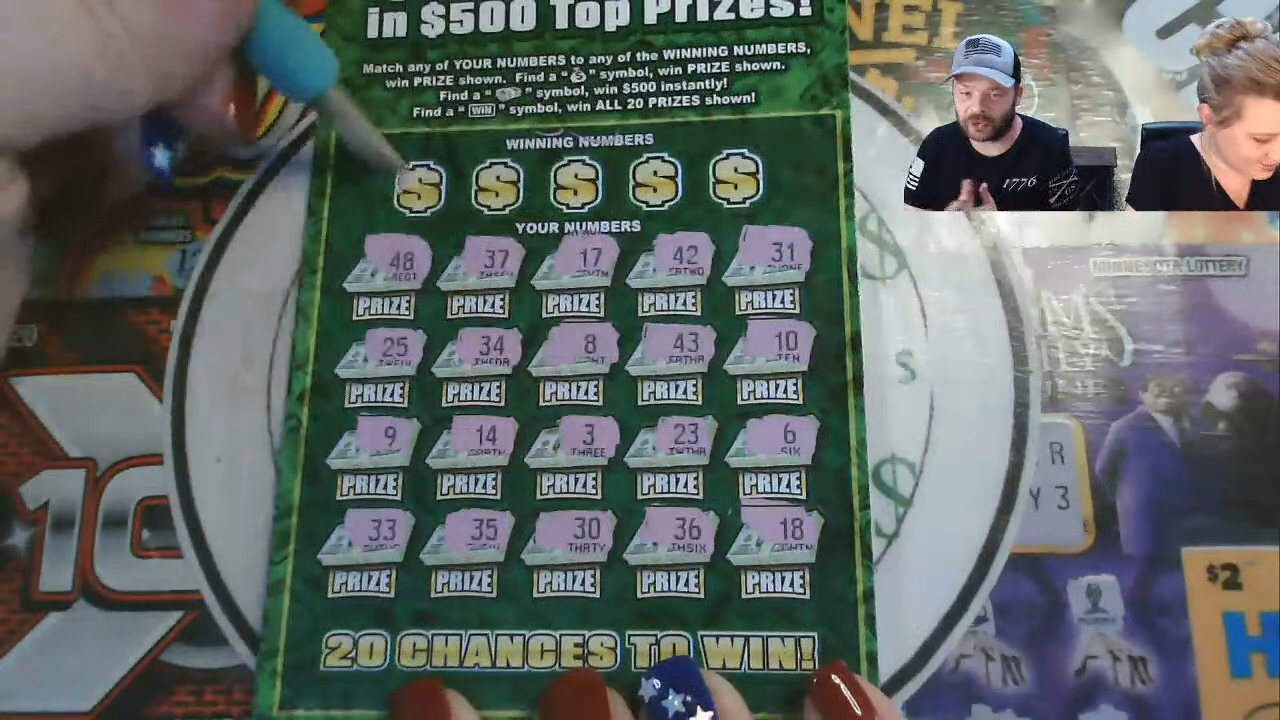 in $500 Top Prizes!
Match any of YOUR NUMBERS to any of the WINNING NUMBERS,
win PRIZE shown. Find a " " symbol, win PRIZE shown.
Find a " " symbol, win $500 instantly!
Find a " WIN " symbol, win ALL 20 PRIZES shown!
WINNING NUMBERS
$ $ $ $ $
YOUR NUMBERS
48 37 17 42 31
PRIZE PRIZE PRIZE PRIZE PRIZE
25 34 8 43 10
TEN
PRIZE PRIZE PRIZE PRIZE PRIZE
9 14 3 23 6
THREE SIX
PRIZE PRIZE PRIZE PRIZE PRIZE
33 35 30 36 18
THRTY THSIX
PRIZE PRIZE PRIZE PRIZE PRIZE
20 CHANCES TO WIN!
1776
MINNESOTA LOTTERY
R
Y 3
$2
H
10
$
S
$